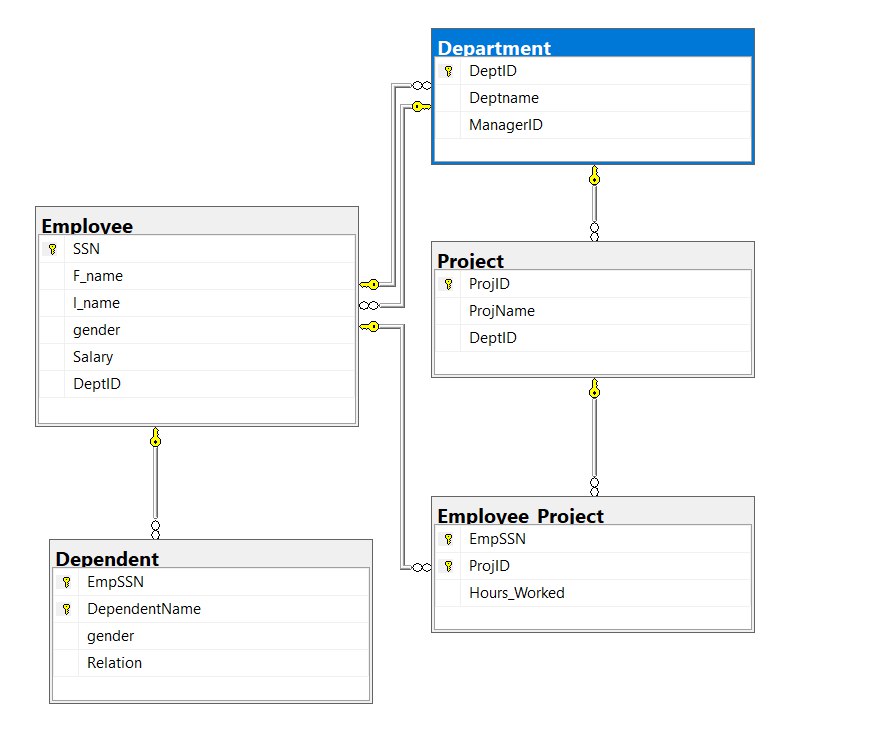 Department
DeptID
Deptname
ManagerID
Employee
SSN
F_name
l_name
gender
Salary
DeptID
Project
ProjID
ProjName
DeptID
Employee_Project
EmpSSN
ProjID
Hours_Worked
Dependent
EmpSSN
DependentName
gender
Relation